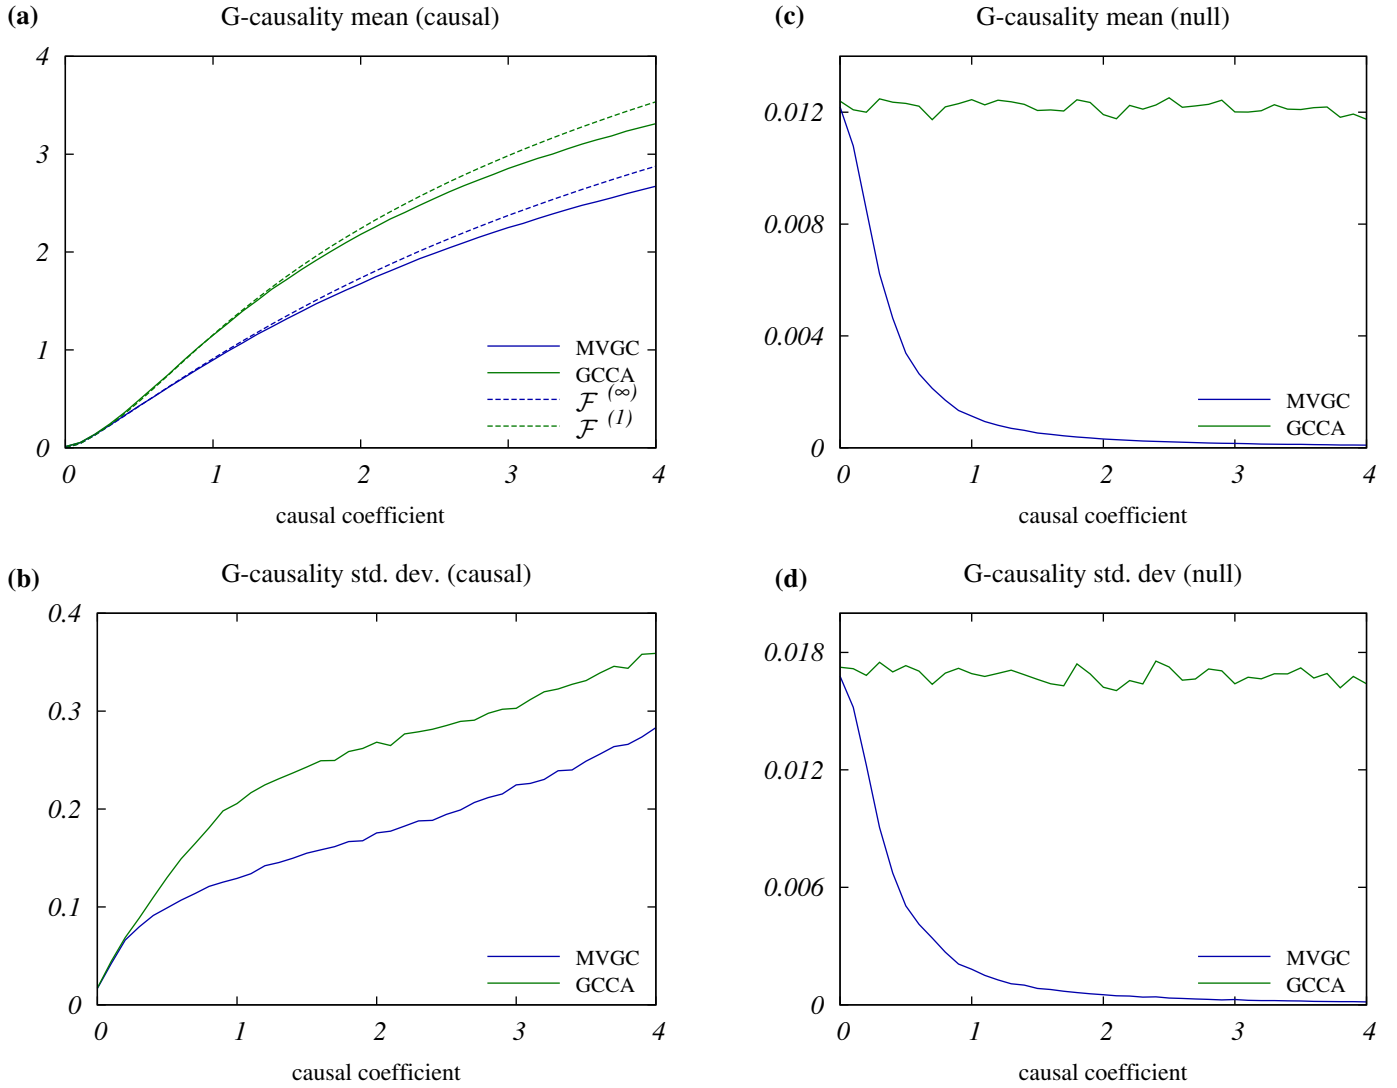 (a) G-causality mean (causal)
4
3
2
1
0
0 1 2 3 4
causal coefficient
MVGC
GCCA
ℱ (∞)
ℱ (1)
(c) G-causality mean (null)
0.012
0.008
0.004
0
0 1 2 3 4
causal coefficient
MVGC
GCCA
(b) G-causality std. dev. (causal)
0.4
0.3
0.2
0.1
0
0 1 2 3 4
causal coefficient
MVGC
GCCA
(d) G-causality std. dev (null)
0.018
0.012
0.006
0
0 1 2 3 4
causal coefficient
MVGC
GCCA